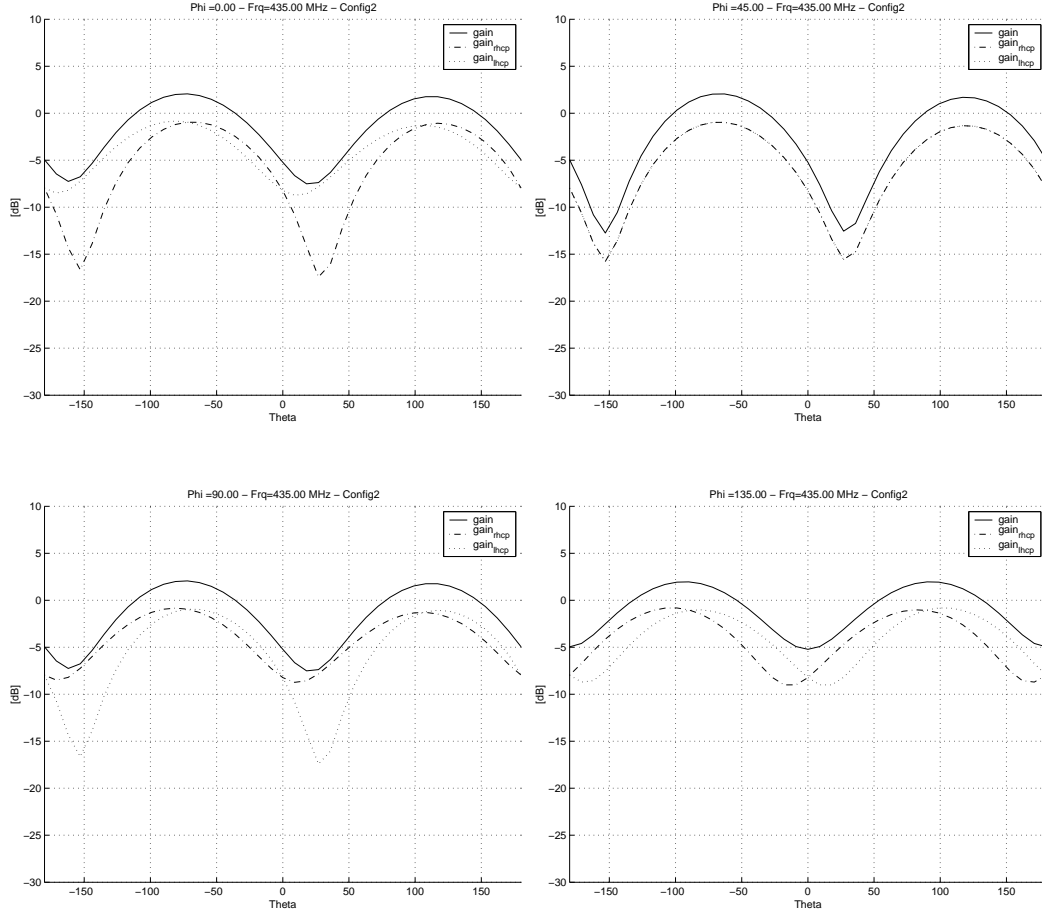 Phi =0.00 − Frq=435.00 MHz − Config2
10
5
0
−5
−10
−15
−20
−25
−30
[dB]
gain
gain_rhcp
gain_lhcp
−150 −100 −50 0 50 100 150
Theta
Phi =45.00 − Frq=435.00 MHz − Config2
10
5
0
−5
−10
−15
−20
−25
−30
[dB]
gain
gain_rhcp
gain_lhcp
−150 −100 −50 0 50 100 150
Theta
Phi =90.00 − Frq=435.00 MHz − Config2
10
5
0
−5
−10
−15
−20
−25
−30
[dB]
gain
gain_rhcp
gain_lhcp
−150 −100 −50 0 50 100 150
Theta
Phi =135.00 − Frq=435.00 MHz − Config2
10
5
0
−5
−10
−15
−20
−25
−30
[dB]
gain
gain_rhcp
gain_lhcp
−150 −100 −50 0 50 100 150
Theta